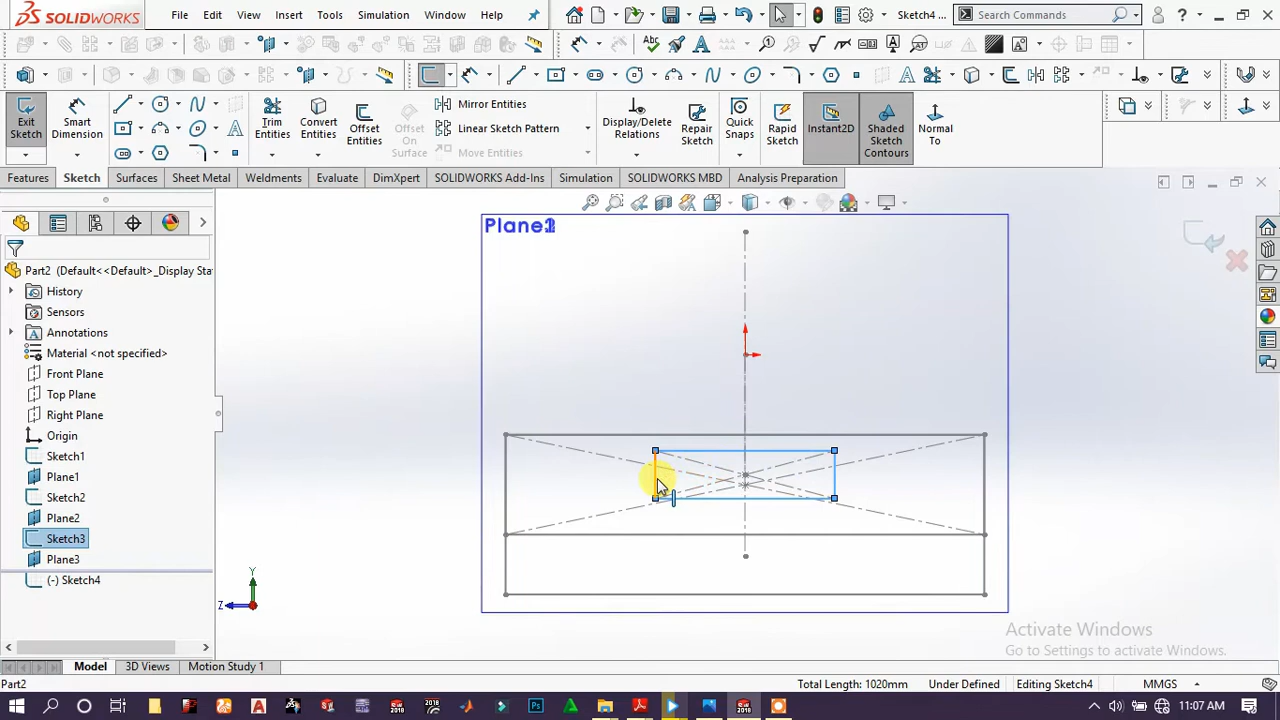 SOLIDWORKS File Edit View Insert Tools Simulation Window Help Sketch4 ... Search Commands ?
Exit Sketch
Smart Dimension
Trim Entities
Convert Entities
Offset Entities
Offset On Surface
Mirror Entities
Linear Sketch Pattern
Move Entities
Display/Delete Relations
Repair Sketch
Quick Snaps
Rapid Sketch
Instant2D
Shaded Sketch Contours
Normal To
Features Sketch Surfaces Sheet Metal Weldments Evaluate DimXpert SOLIDWORKS Add-Ins Simulation SOLIDWORKS MBD Analysis Preparation
Part2 (Default<<Default>_Display Sta
History
Sensors
Annotations
Material <not specified>
Front Plane
Top Plane
Right Plane
Origin
Sketch1
Plane1
Sketch2
Plane2
Sketch3
Plane3
(-) Sketch4
Y
Z
Activate Windows
Go to Settings to activate Windows.
Model 3D Views Motion Study 1
Part2 Total Length: 1020mm Under Defined Editing Sketch4 MMGS
11:07 AM